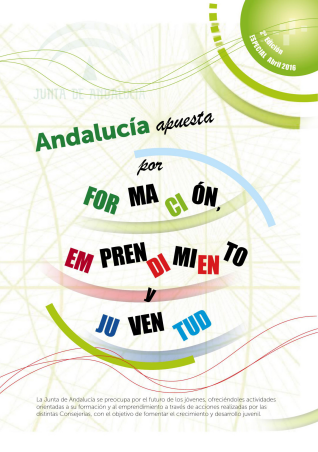 2ª edición
ESPECIAL Abril 2016
JUNTA DE ANDALUCIA
Andalucía apuesta
por
FORMACIÓN,
EMPRENDIMIENTO
y
JUVENTUD
La Junta de Andalucía se preocupa por el futuro de los jóvenes, ofreciéndoles actividades
orientadas a su formación y al emprendimiento a través de acciones realizadas por las
distintas Consejerías, con el objetivo de fomentar el crecimiento y desarrollo juvenil.